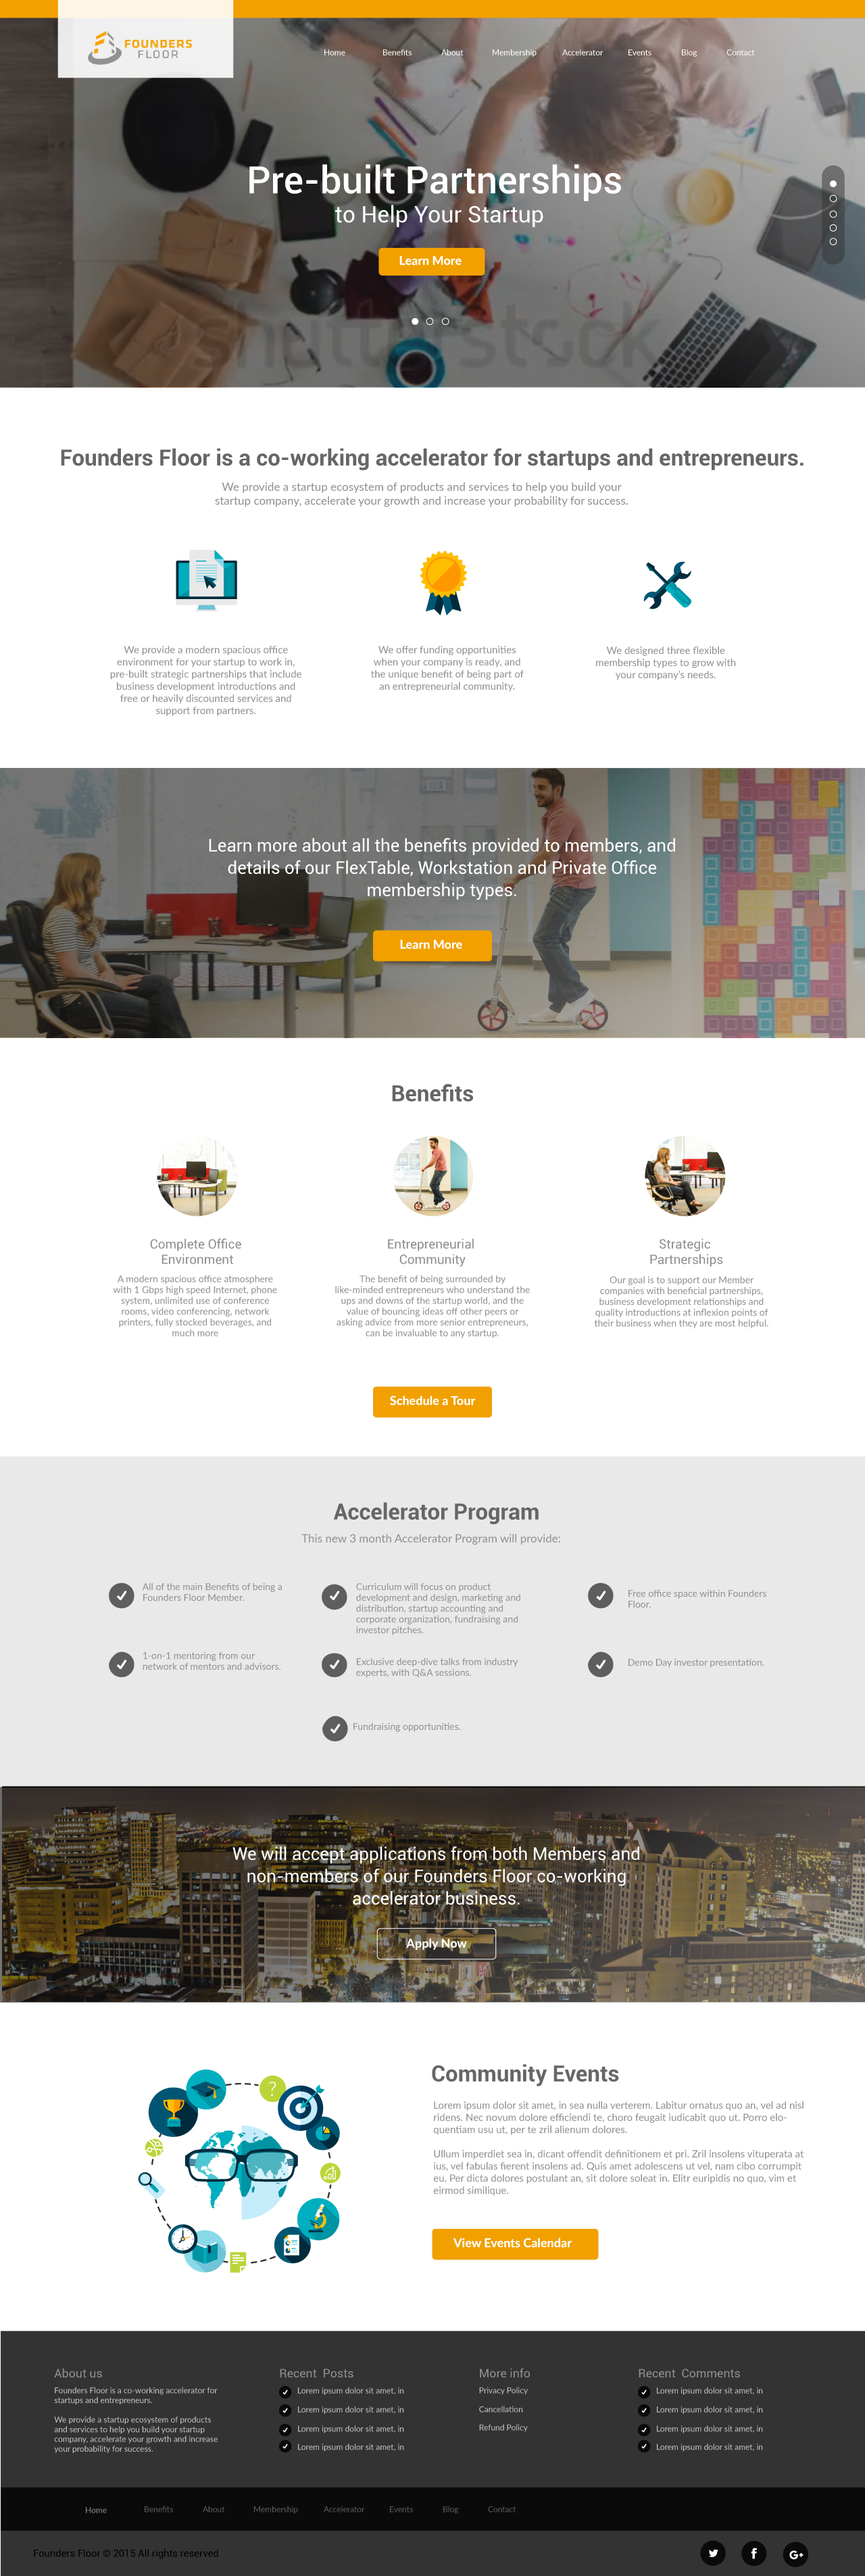 FOUNDERS
FLOOR
Home Benefits About Membership Accelerator Events Blog Contact
Pre-built Partnerships
to Help Your Startup
Learn More
shutterstock
Founders Floor is a co-working accelerator for startups and entrepreneurs.
We provide a startup ecosystem of products and services to help you build your
startup company, accelerate your growth and increase your probability for success.
We provide a modern spacious office
environment for your startup to work in,
pre-built strategic partnerships that include
business development introductions and
free or heavily discounted services and
support from partners.
We offer funding opportunities
when your company is ready, and
the unique benefit of being part of
an entrepreneurial community.
We designed three flexible
membership types to grow with
your company's needs.
Learn more about all the benefits provided to members, and
details of our FlexTable, Workstation and Private Office
membership types.
Learn More
Benefits
Complete Office
Environment
A modern spacious office atmosphere
with 1 Gbps high speed Internet, phone
system, unlimited use of conference
rooms, video conferencing, network
printers, fully stocked beverages, and
much more
Entrepreneurial
Community
The benefit of being surrounded by
like-minded entrepreneurs who understand the
ups and downs of the startup world, and the
value of bouncing ideas off other peers or
asking advice from more senior entrepreneurs,
can be invaluable to any startup.
Strategic
Partnerships
Our goal is to support our Member
companies with beneficial partnerships,
business development relationships and
quality introductions at inflexion points of
their business when they are most helpful.
Schedule a Tour
Accelerator Program
This new 3 month Accelerator Program will provide:
All of the main Benefits of being a
Founders Floor Member.
Curriculum will focus on product
development and design, marketing and
distribution, startup accounting and
corporate organization, fundraising and
investor pitches.
Free office space within Founders
Floor.
1-on-1 mentoring from our
network of mentors and advisors.
Exclusive deep-dive talks from industry
experts, with Q&A sessions.
Demo Day investor presentation.
Fundraising opportunities.
We will accept applications from both Members and
non-members of our Founders Floor co-working
accelerator business.
Apply Now
Community Events
Lorem ipsum dolor sit amet, in sea nulla verterem. Labitur ornatus quo an, vel ad nisl
ridens. Nec novum dolore efficiendi te, choro feugait iudicabit quo ut. Porro elo-
quentiam usu ut, per te zril alienum dolores.
Ullum imperdiet sea in, dicant offendit definitionem et pri. Zril insolens vituperata at
ius, vel fabulas fierent insolens ad. Quis amet adolescens ut vel, nam cibo corrumpit
eu. Per dicta dolores postulant an, sit dolore soleat in. Elitr euripidis no quo, vim et
eirmod similique.
View Events Calendar
About us
Founders Floor is a co-working accelerator for
startups and entrepreneurs.
We provide a startup ecosystem of products
and services to help you build your startup
company, accelerate your growth and increase
your probability for success.
Recent Posts
Lorem ipsum dolor sit amet, in
Lorem ipsum dolor sit amet, in
Lorem ipsum dolor sit amet, in
Lorem ipsum dolor sit amet, in
More info
Privacy Policy
Cancellation
Refund Policy
Recent Comments
Lorem ipsum dolor sit amet, in
Lorem ipsum dolor sit amet, in
Lorem ipsum dolor sit amet, in
Lorem ipsum dolor sit amet, in
Home Benefits About Membership Accelerator Events Blog Contact
Founders Floor © 2015 All rights reserved